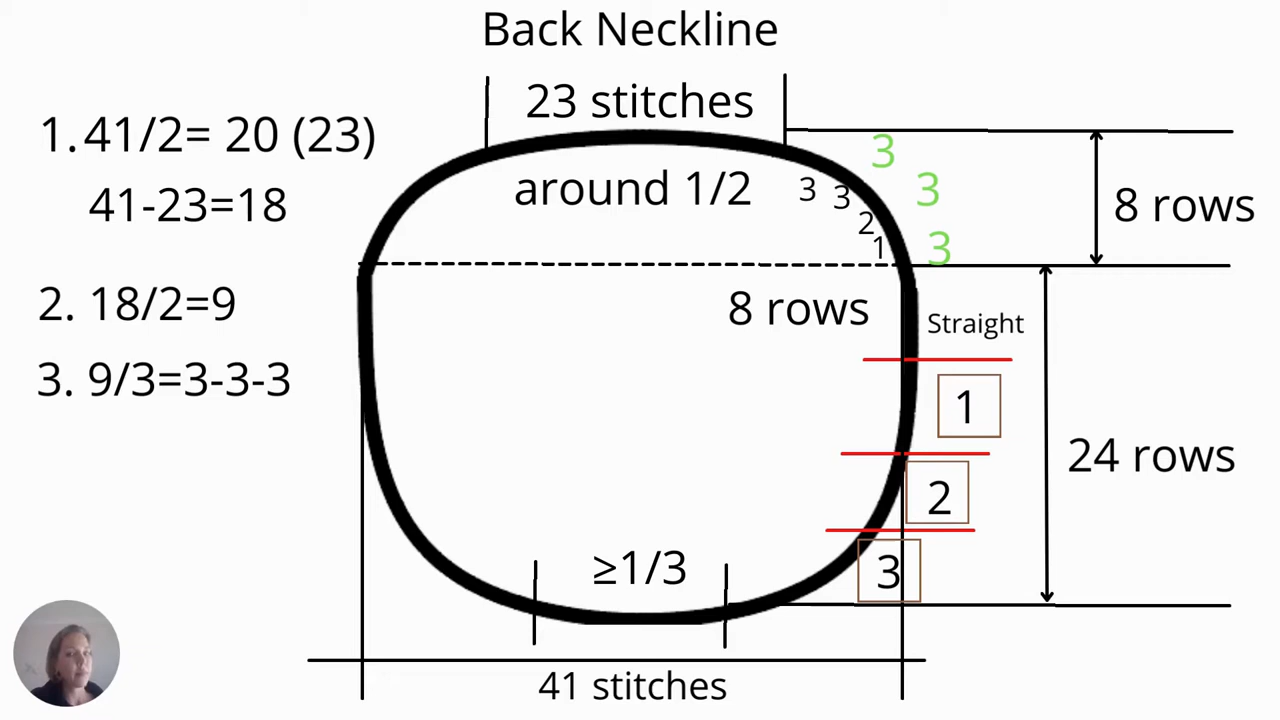 Back Neckline
23 stitches
1.41/2= 20 (23)
41-23=18
2. 18/2=9
3. 9/3=3-3-3
around 1/2
3
3
2
1
3
3
3
8 rows
8 rows
Straight
1
2
3
24 rows
≥1/3
41 stitches